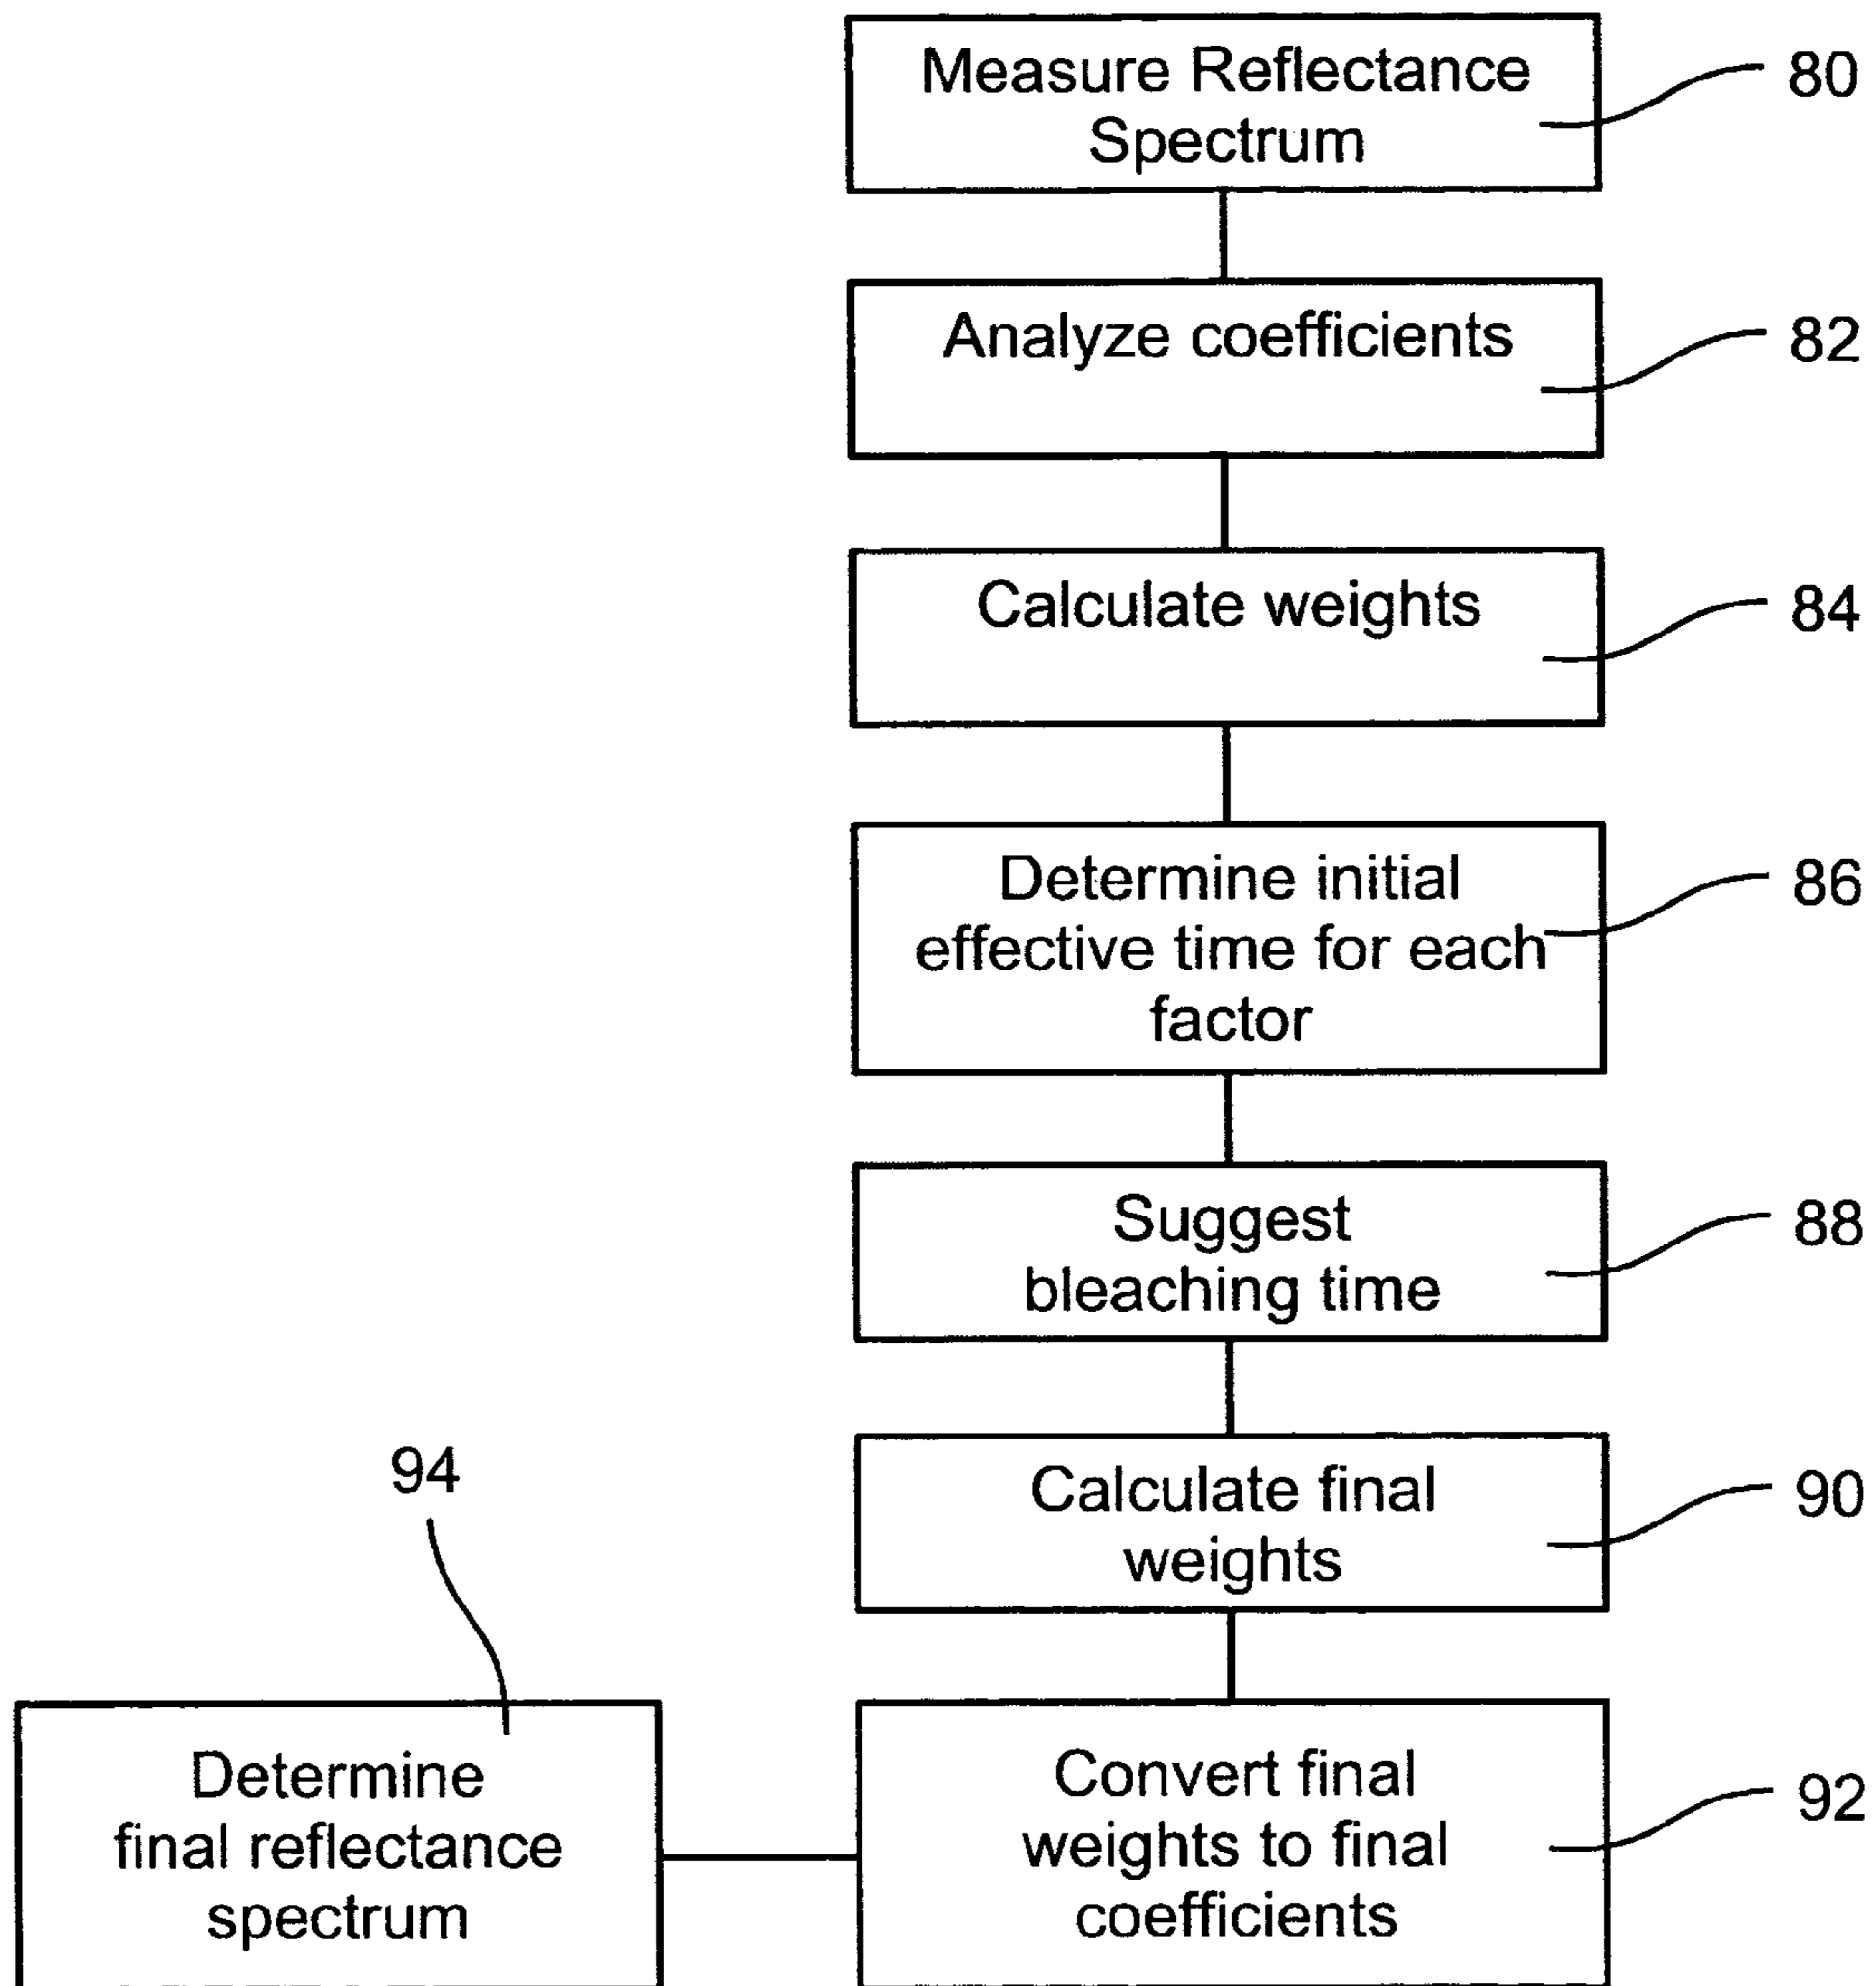 Measure Reflectance
Spectrum
80
Analyze coefficients
82
Calculate weights
84
Determine initial
effective time for each
factor
86
Suggest
bleaching time
88
Calculate final
weights
90
Convert final
weights to final
coefficients
92
94
Determine
final reflectance
spectrum